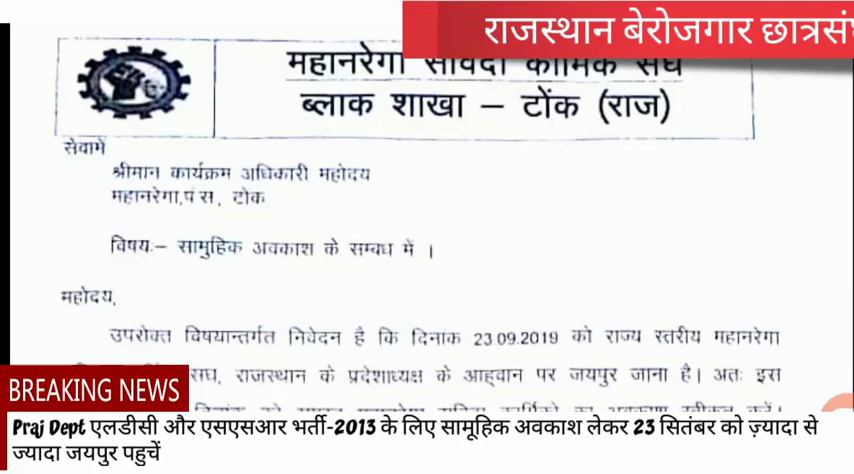 राजस्थान बेरोजगार छात्रसंघ
महानरेगा संविदा कार्मिक संघ
ब्लाक शाखा – टोंक (राज)
सेवामें
श्रीमान कार्यक्रम अधिकारी महोदय
महानरेगा,पं स, टोंक
विषयः– सामुहिक अवकाश के सम्बध में ।
महोदय,
उपरोक्त विषयान्तर्गत निवेदन है कि दिनाक 23.09.2019 को राज्य स्तरीय महानरेगा
संघ, राजस्थान के प्रदेशाध्यक्ष के आह्वान पर जयपुर जाना है। अतः इस
BREAKING NEWS
Praj Dept एलडीसी और एसएसआर भर्ती-2013 के लिए सामूहिक अवकाश लेकर 23 सितंबर को ज़्यादा से
ज्यादा जयपुर पहुचें